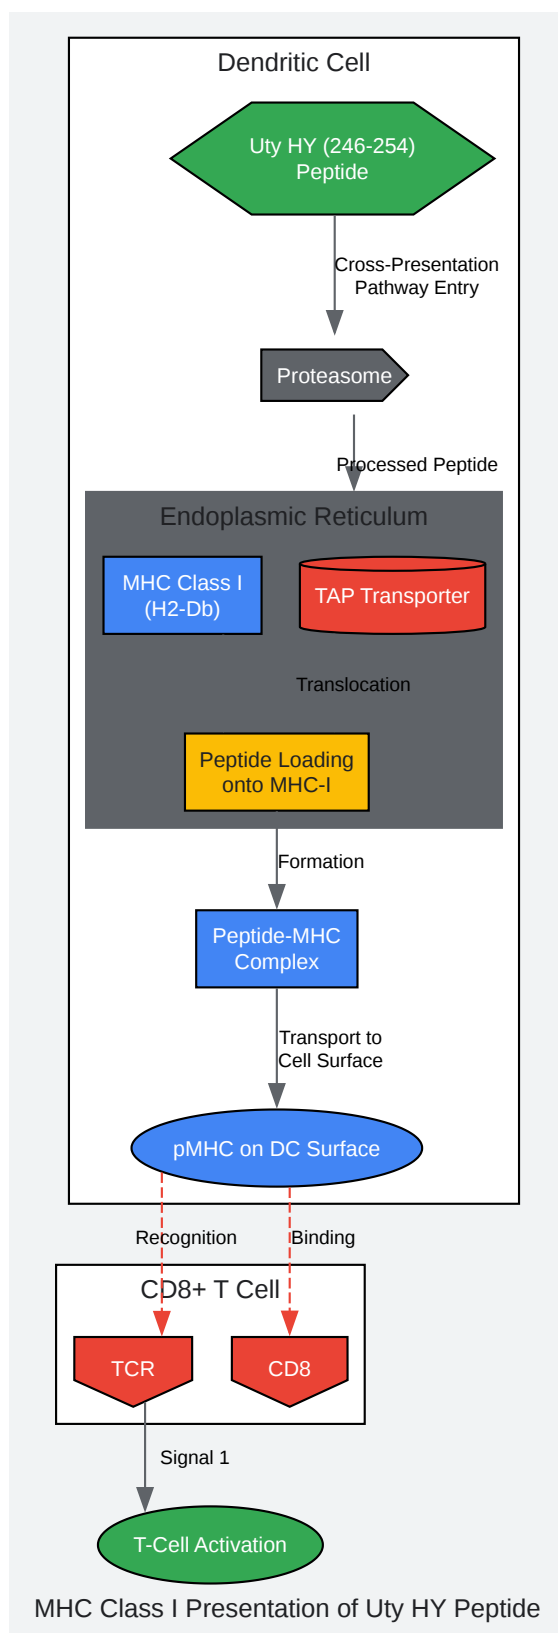 Dendritic Cell
Uty HY (246-254)
Peptide
Cross-Presentation
Pathway Entry
Proteasome
Processed Peptide
Endoplasmic Reticulum
MHC Class I
(H2-Db)
TAP Transporter
Translocation
Peptide Loading
onto MHC-I
Formation
Peptide-MHC
Complex
Transport to
Cell Surface
pMHC on DC Surface
Recognition
Binding
CD8+ T Cell
TCR
CD8
Signal 1
T-Cell Activation
MHC Class I Presentation of Uty HY Peptide